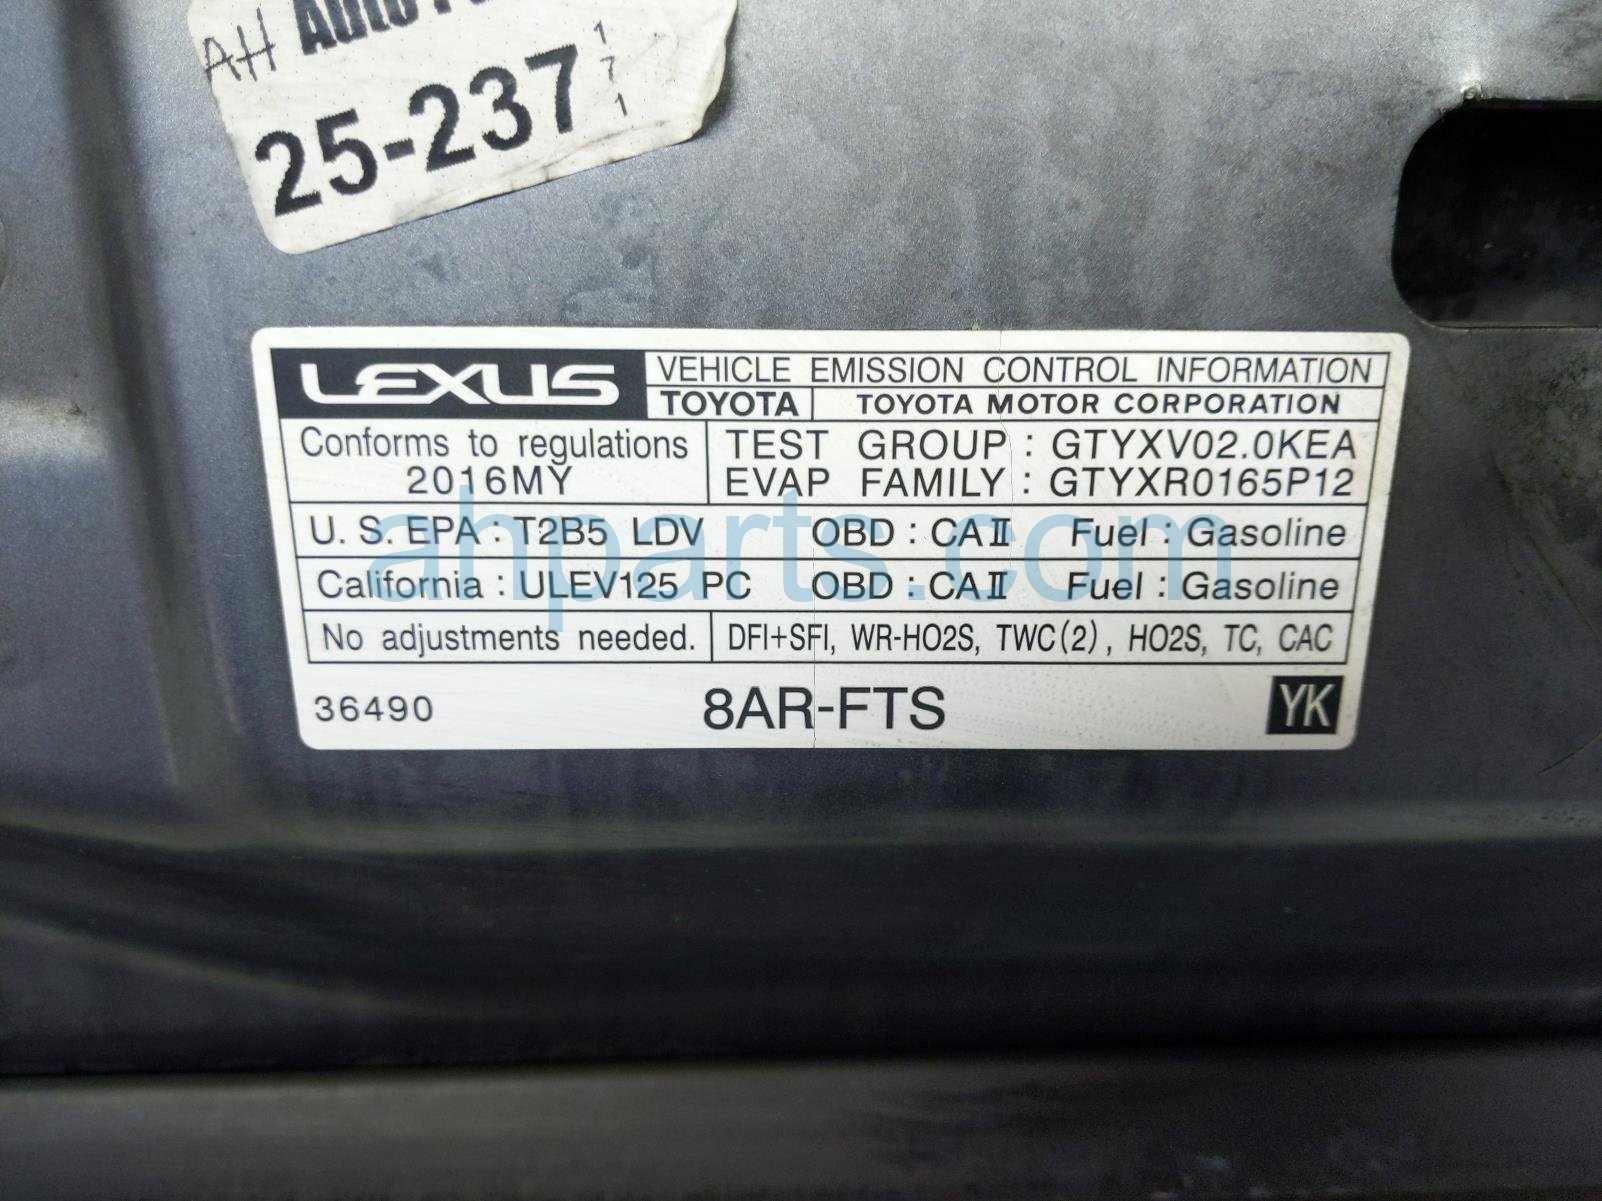 AH AUTO
25-237
1
7
1
LEXUS
VEHICLE EMISSION CONTROL INFORMATION
TOYOTA TOYOTA MOTOR CORPORATION
Conforms to regulations
2016MY
TEST GROUP : GTYXV02.0KEA
EVAP FAMILY : GTYXR0165P12
U. S. EPA : T2B5 LDV OBD : CAII Fuel : Gasoline
California : ULEV125 PC OBD : CAII Fuel : Gasoline
No adjustments needed. DFI+SFI, WR-HO2S, TWC(2), HO2S, TC, CAC
36490 8AR-FTS YK
ahparts.com